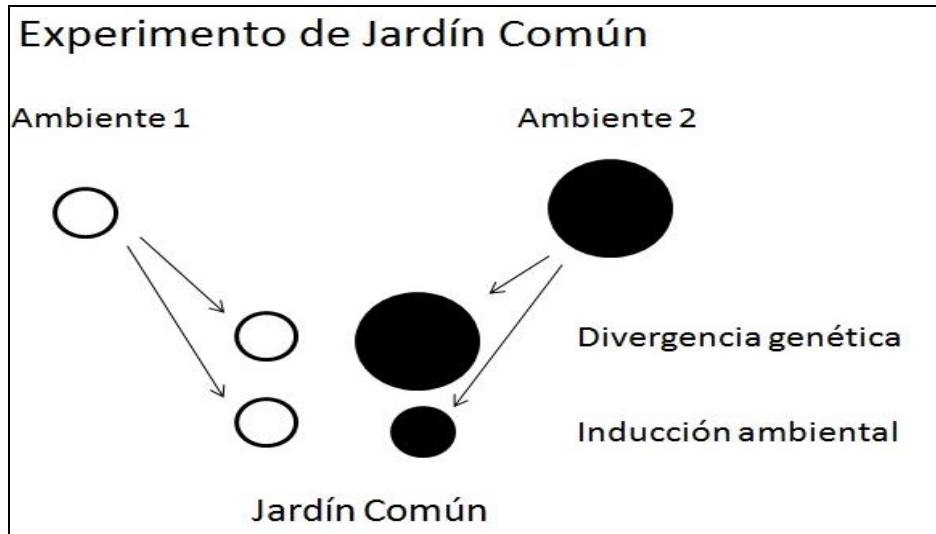 Experimento de Jardín Común
Ambiente 1
Ambiente 2
Divergencia genética
Inducción ambiental
Jardín Común